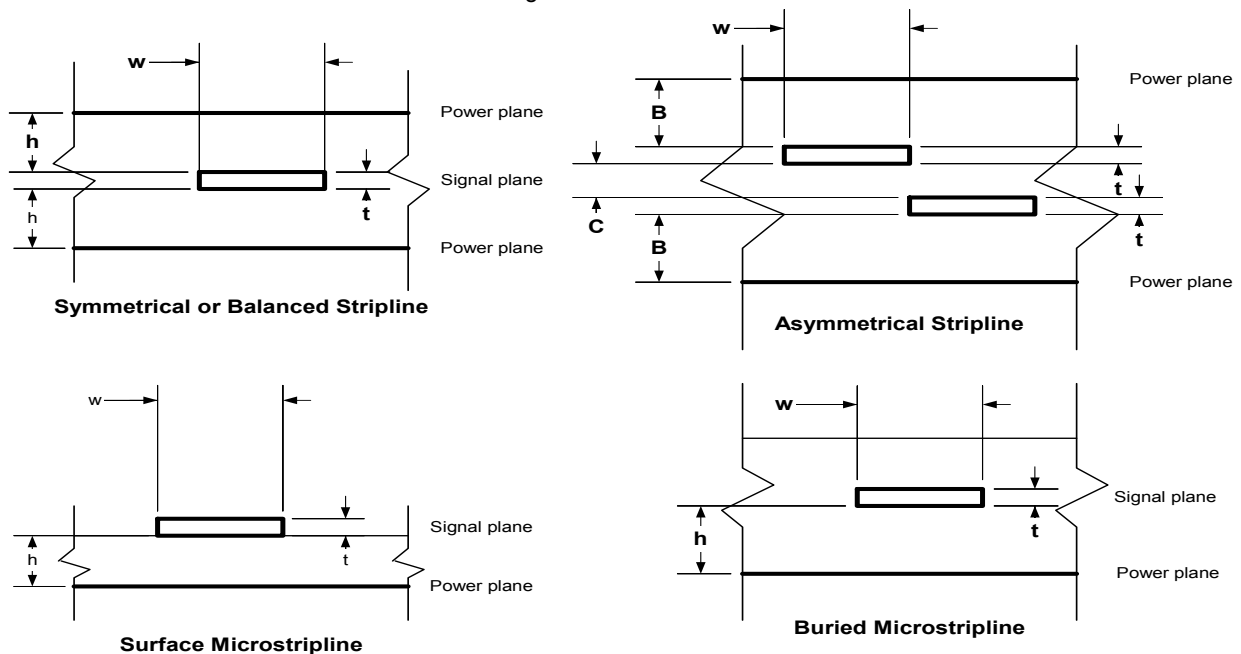 w
Power plane
h
Signal plane
h
t
Power plane
Symmetrical or Balanced Stripline
w
Power plane
B
t
C
B
t
Power plane
Asymmetrical Stripline
w
Signal plane
h
t
Power plane
Surface Microstripline
w
Signal plane
h
t
Power plane
Buried Microstripline